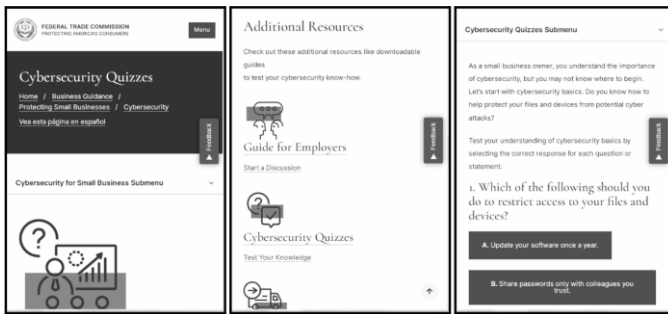 FEDERAL TRADE COMMISSION
PROTECTING AMERICA'S CONSUMERS
Menu
Cybersecurity Quizzes
Home / Business Guidance /
Protecting Small Businesses / Cybersecurity
Vea esta página en español
Feedback
Cybersecurity for Small Business Submenu
Additional Resources
Check out these additional resources like downloadable
guides
to test your cybersecurity know-how.
Guide for Employers
Start a Discussion
Feedback
Cybersecurity Quizzes
Test Your Knowledge
Cybersecurity Quizzes Submenu
As a small business owner, you understand the importance
of cybersecurity, but you may not know where to begin.
Let's start with cybersecurity basics. Do you know how to
help protect your files and devices from potential cyber
attacks?
Feedback
Test your understanding of cybersecurity basics by
selecting the correct response for each question or
statement.
1. Which of the following should you
do to restrict access to your files and
devices?
A. Update your software once a year.
B. Share passwords only with colleagues you
trust.